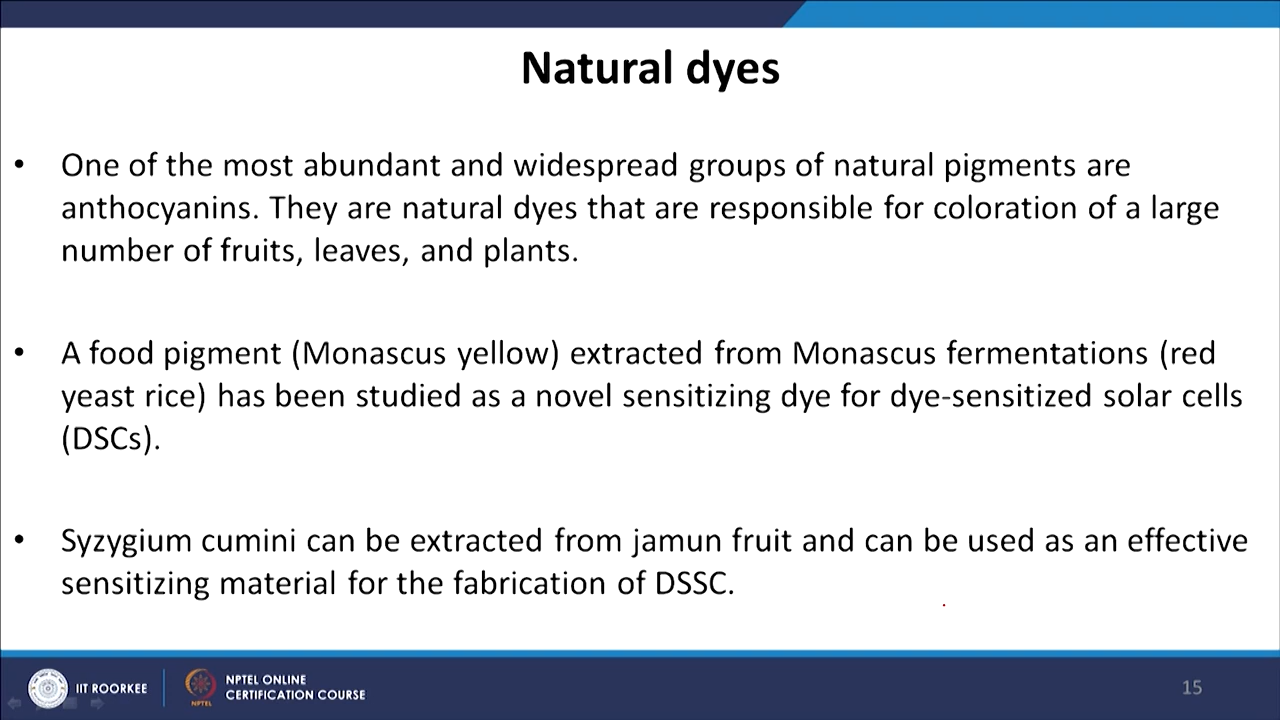 Natural dyes
• One of the most abundant and widespread groups of natural pigments are
anthocyanins. They are natural dyes that are responsible for coloration of a large
number of fruits, leaves, and plants.
• A food pigment (Monascus yellow) extracted from Monascus fermentations (red
yeast rice) has been studied as a novel sensitizing dye for dye-sensitized solar cells
(DSCs).
• Syzygium cumini can be extracted from jamun fruit and can be used as an effective
sensitizing material for the fabrication of DSSC.
IIT ROORKEE
NPTEL
NPTEL ONLINE
CERTIFICATION COURSE
15